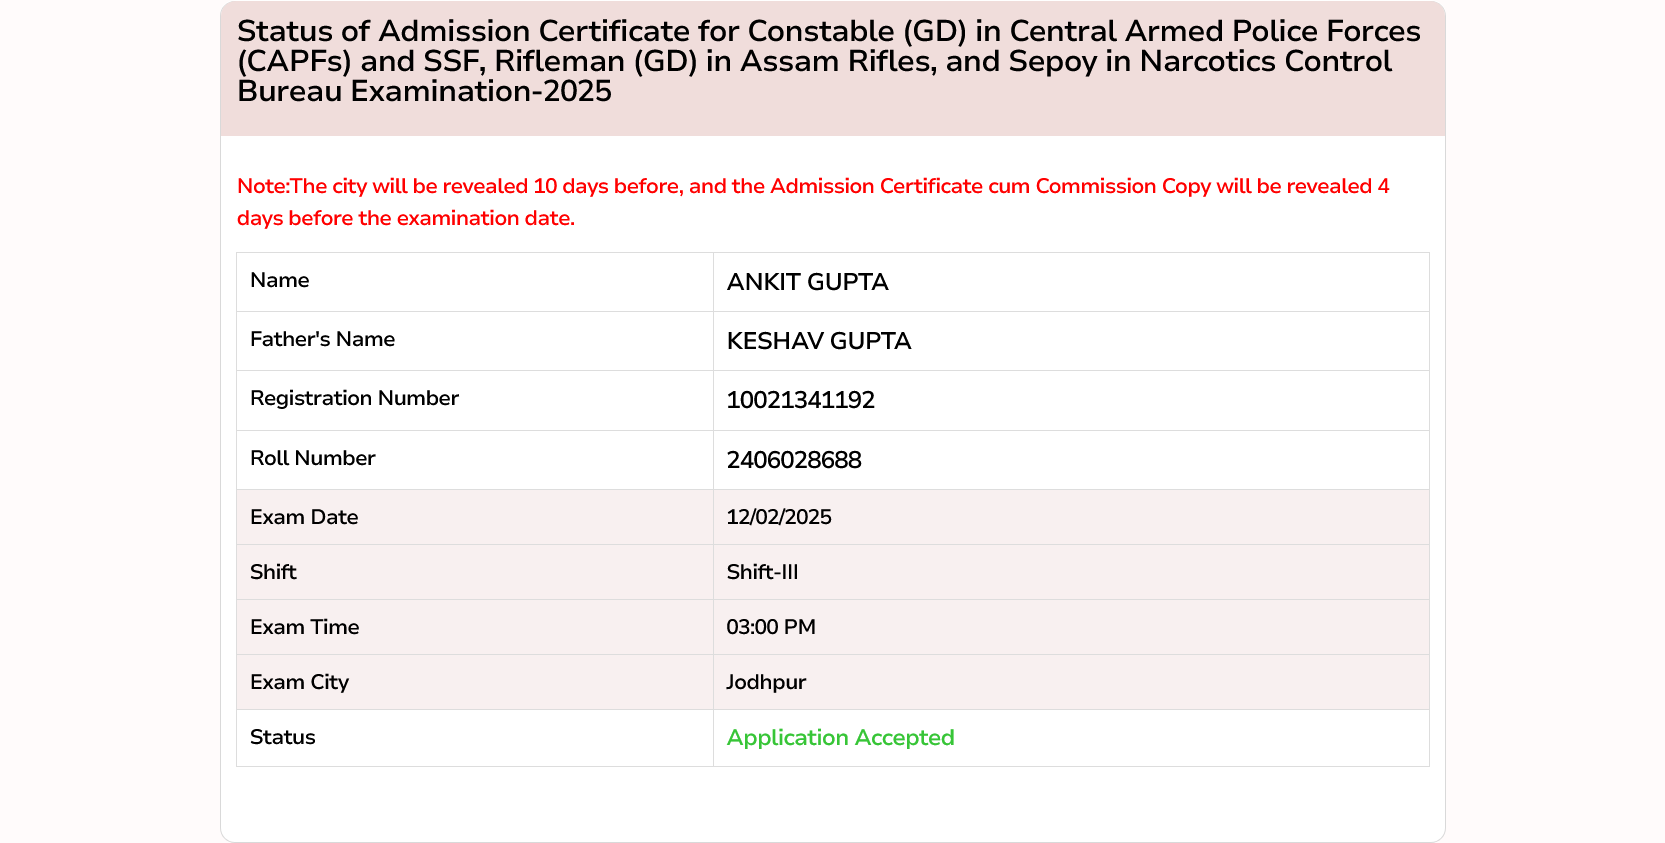 Status of Admission Certificate for Constable (GD) in Central Armed Police Forces
(CAPFs) and SSF, Rifleman (GD) in Assam Rifles, and Sepoy in Narcotics Control
Bureau Examination-2025
Note:The city will be revealed 10 days before, and the Admission Certificate cum Commission Copy will be revealed 4
days before the examination date.
Name ANKIT GUPTA
Father's Name KESHAV GUPTA
Registration Number 10021341192
Roll Number 2406028688
Exam Date 12/02/2025
Shift Shift-III
Exam Time 03:00 PM
Exam City Jodhpur
Status Application Accepted